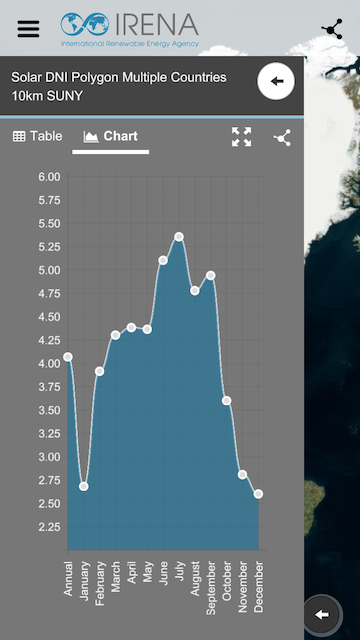 IRENA
International Renewable Energy Agency
Solar DNI Polygon Multiple Countries
10km SUNY
Table
Chart
6.00
5.75
5.50
5.25
5.00
4.75
4.50
4.25
4.00
3.75
3.50
3.25
3.00
2.75
2.50
2.25
Annual
January
February
March
April
May
June
July
August
September
October
November
December